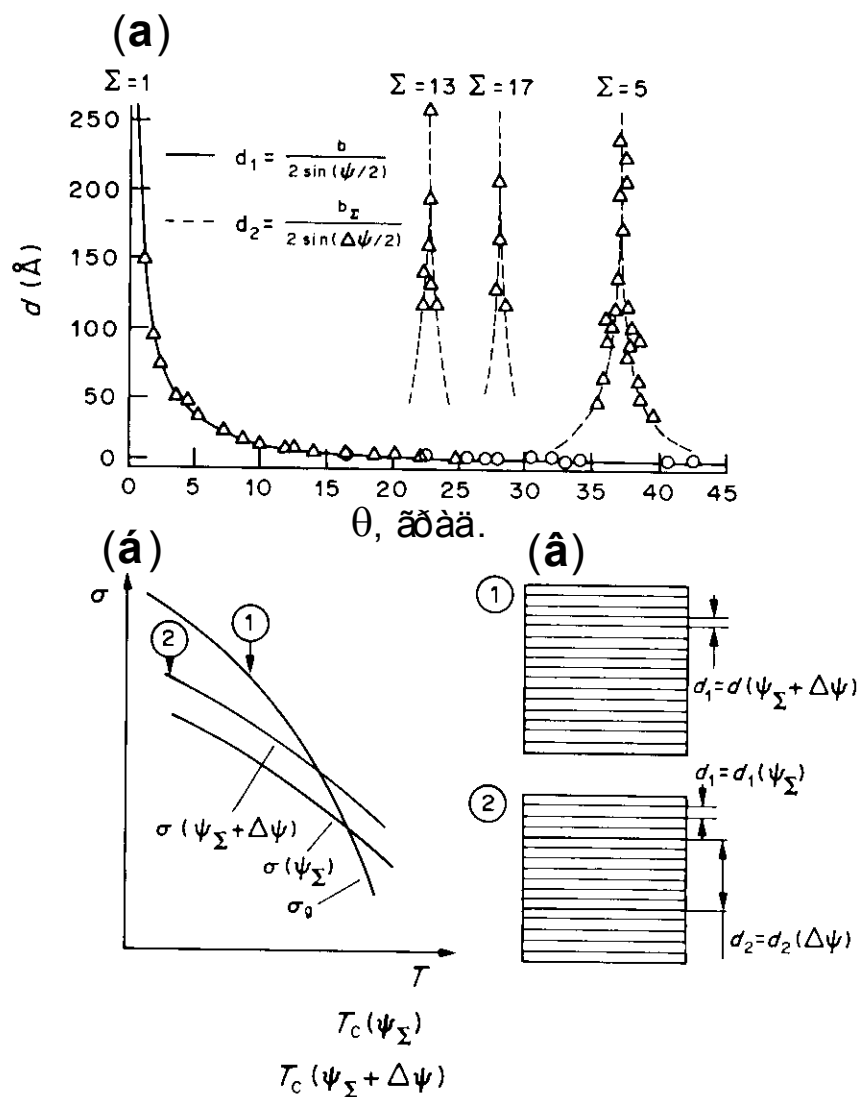 (a)
Σ = 1
Σ = 13
Σ = 17
Σ = 5
250
200
150
100
50
0
d (Å)
d₁ = b / 2 sin (ψ/2)
d₂ = b_Σ / 2 sin(Δψ/2)
0 5 10 15 20 25 30 35 40 45
θ, ãðàä.
(á)
σ
2
1
σ (ψ_Σ + Δψ)
σ (ψ_Σ)
σ_g
T
T_c (ψ_Σ)
T_c (ψ_Σ + Δψ)
(â)
1
d₁ = d (ψ_Σ + Δψ)
d₁ = d₁ (ψ_Σ)
2
d₂ = d₂ (Δψ)